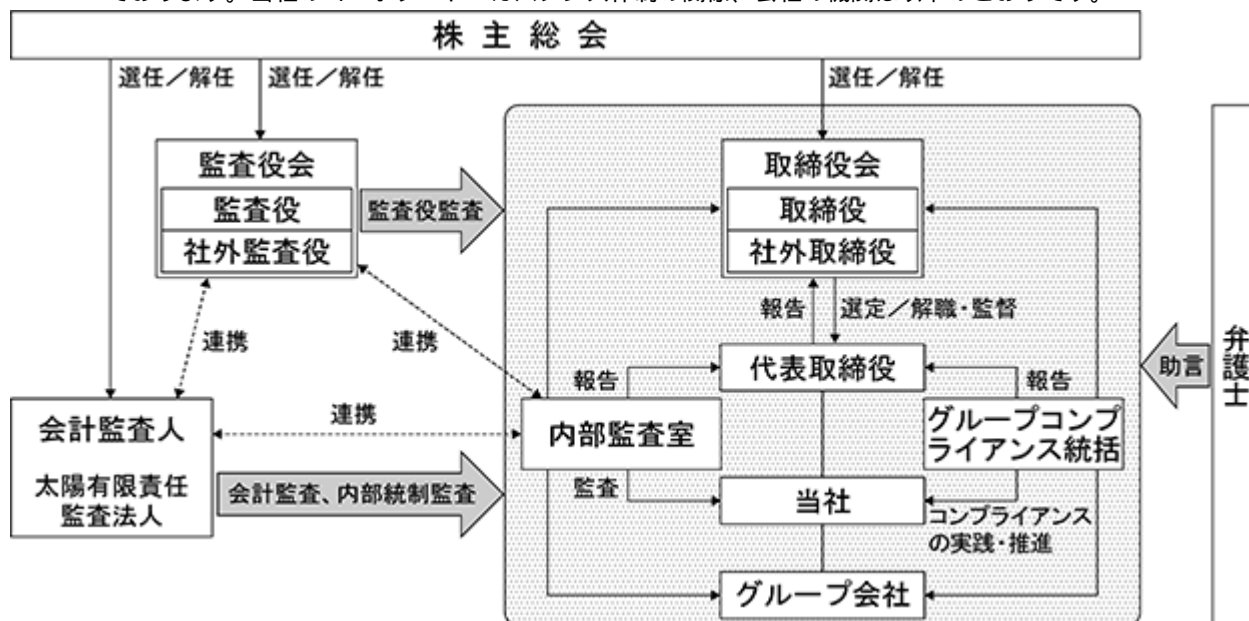 株主総会
選任／解任
選任／解任
選任／解任
監査役会
監査役
社外監査役
監査役監査
取締役会
取締役
社外取締役
報告
選定／解職・監督
連携
連携
代表取締役
助言
弁護士
報告
報告
会計監査人
太陽有限責任
監査法人
連携
内部監査室
グループコンプ
ライアンス統括
会計監査、内部統制監査
監査
当社
コンプライアンス
の実践・推進
グループ会社